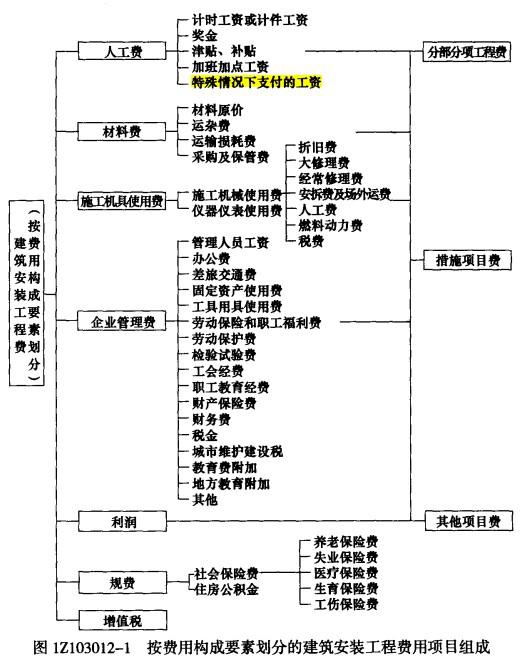 建筑安装工程费
（按费用构成要素划分）
人工费
计时工资或计件工资
奖金
津贴、补贴
加班加点工资
特殊情况下支付的工资
分部分项工程费
材料费
材料原价
运杂费
运输损耗费
采购及保管费
施工机具使用费
施工机械使用费
仪器仪表使用费
折旧费
大修理费
经常修理费
安拆费及场外运费
人工费
燃料动力费
税费
措施项目费
企业管理费
管理人员工资
办公费
差旅交通费
固定资产使用费
工具用具使用费
劳动保险和职工福利费
劳动保护费
检验试验费
工会经费
职工教育经费
财产保险费
财务费
税金
城市维护建设税
教育费附加
地方教育附加
其他
利润
其他项目费
规费
社会保险费
住房公积金
养老保险费
失业保险费
医疗保险费
生育保险费
工伤保险费
增值税
图 1Z103012-1 按费用构成要素划分的建筑安装工程费用项目组成